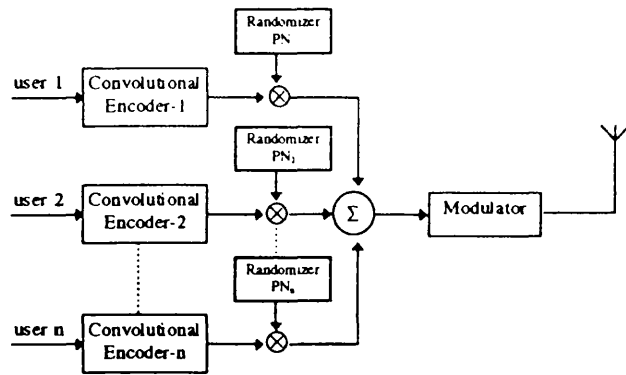 Randomizer
PN
user 1
Convolutional
Encoder-1
Randomizer
PN₂
user 2
Convolutional
Encoder-2
Σ
Modulator
Randomizer
PNₙ
user n
Convolutional
Encoder-n